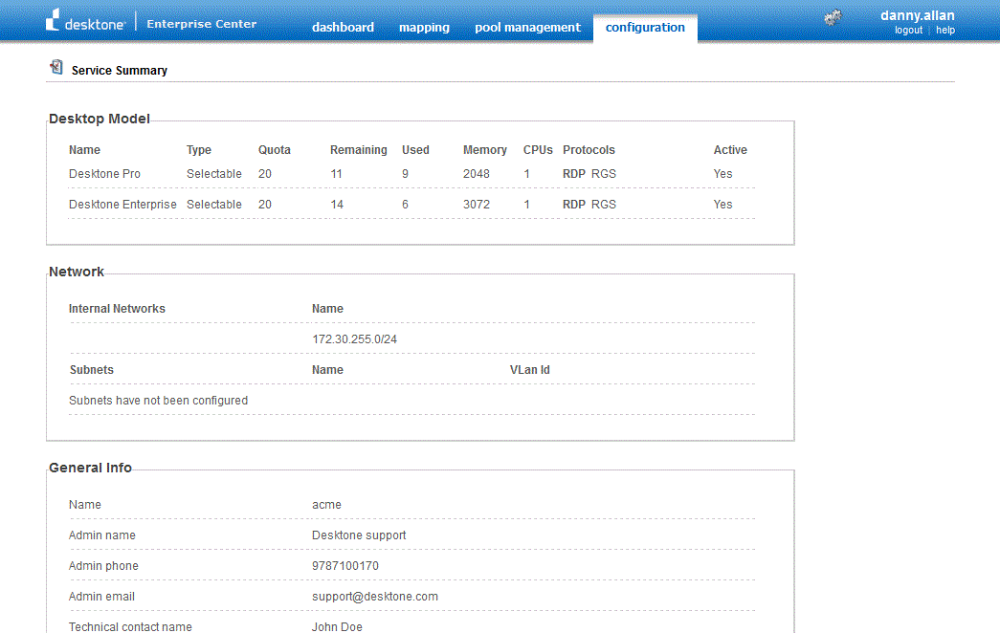 desktone Enterprise Center dashboard mapping pool management configuration danny.allan
logout | help
Service Summary
Desktop Model
Name Type Quota Remaining Used Memory CPUs Protocols Active
Desktone Pro Selectable 20 11 9 2048 1 RDP RGS Yes
Desktone Enterprise Selectable 20 14 6 3072 1 RDP RGS Yes
Network
Internal Networks Name
172.30.255.0/24
Subnets Name VLan Id
Subnets have not been configured
General Info
Name acme
Admin name Desktone support
Admin phone 9787100170
Admin email support@desktone.com
Technical contact name John Doe